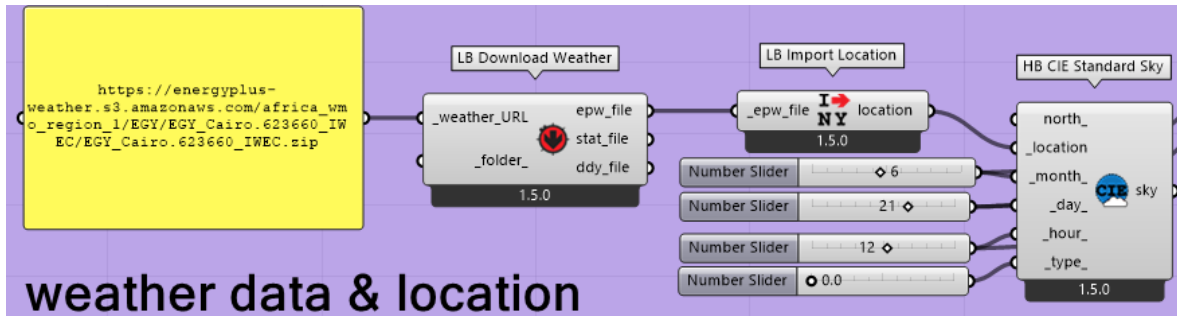 https://energyplus-
weather.s3.amazonaws.com/africa_wm
o_region_1/EGY/EGY_Cairo.623660_IW
EC/EGY_Cairo.623660_IWEC.zip
LB Download Weather
_weather_URL
_folder_
epw_file
stat_file
ddy_file
1.5.0
LB Import Location
_epw_file
I
NY
location
1.5.0
Number Slider 6
Number Slider 21
Number Slider 12
Number Slider 0.0
HB CIE Standard Sky
north_
_location
_month_
_day_
_hour_
_type_
CIE
sky
1.5.0
weather data & location